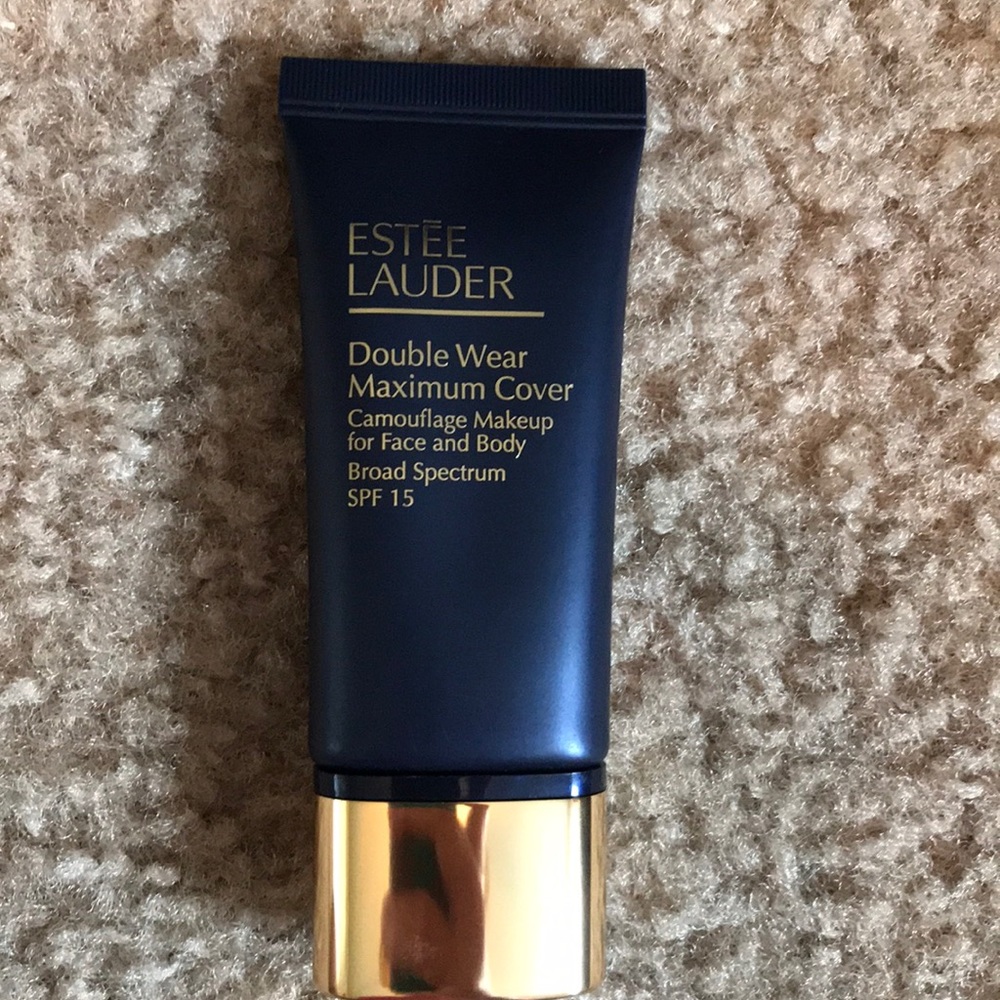 ESTĒE
LAUDER
Double Wear
Maximum Cover
Camouflage Makeup
for Face and Body
Broad Spectrum
SPF 15